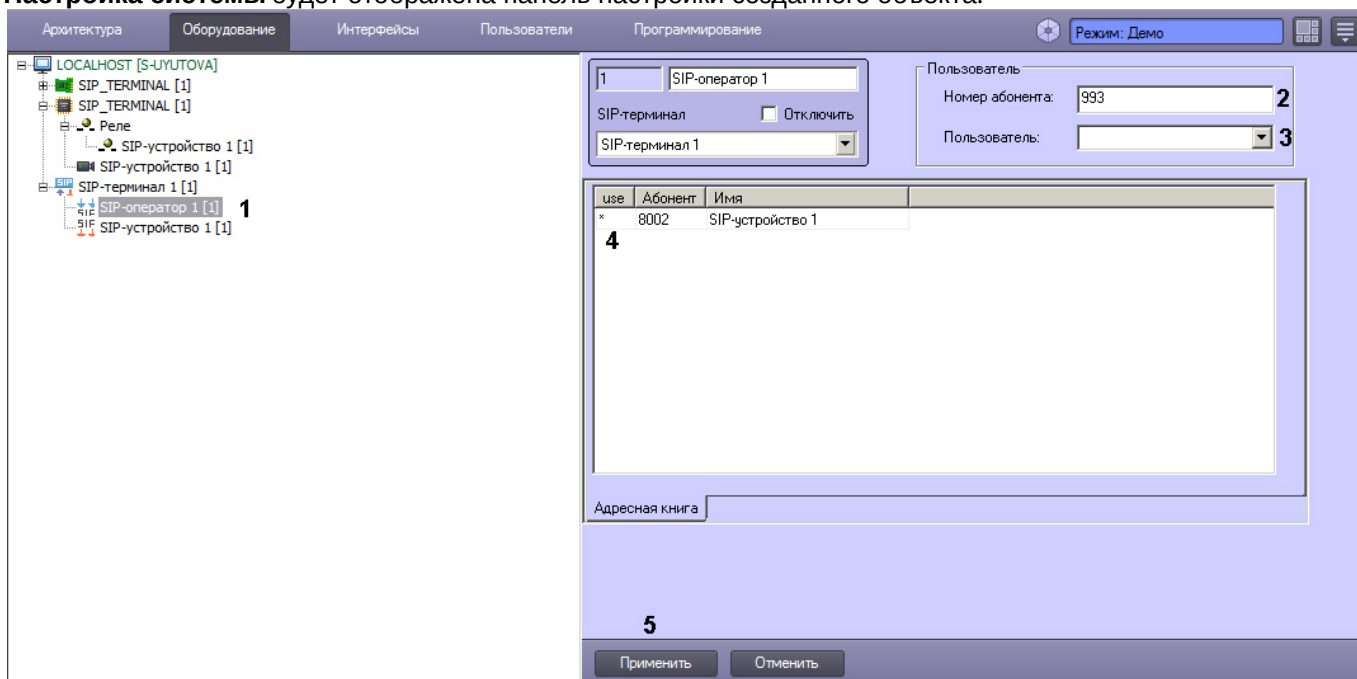 Настройка системы будет отображена панель настройки созданного объекта.
Архитектура Оборудование Интерфейсы Пользователи Программирование Режим: Демо
LOCALHOST [S-UYUTOVA]
SIP_TERMINAL [1]
SIP_TERMINAL [1]
Реле
SIP-устройство 1 [1]
SIP-устройство 1 [1]
SIP-терминал 1 [1]
SIP-оператор 1 [1] 1
SIP-устройство 1 [1]
1 SIP-оператор 1
SIP-терминал Отключить
SIP-терминал 1
Пользователь
Номер абонента: 993 2
Пользователь: 3
use Абонент Имя
* 8002 SIP-устройство 1
4
Адресная книга
5
Применить Отменить